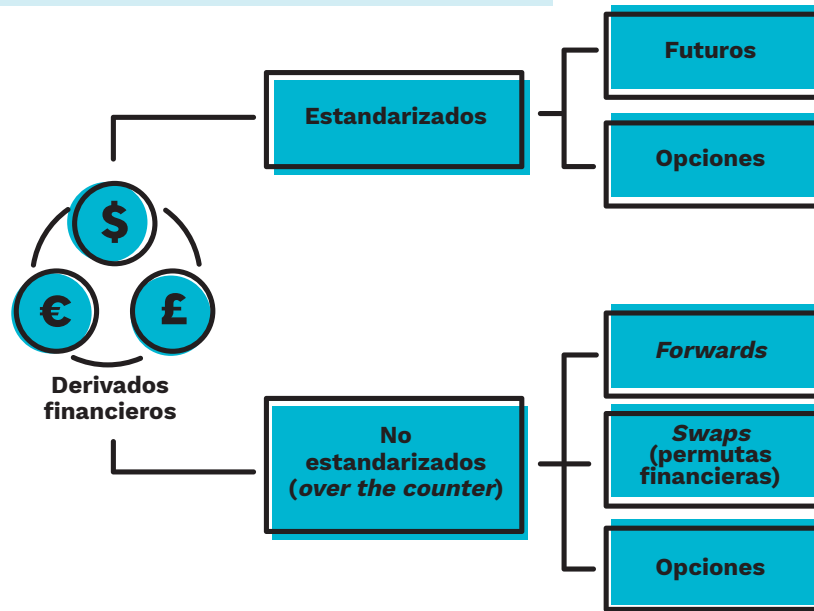 Futuros
Estandarizados
Opciones
$
€
£
Derivados
financieros
Forwards
No
estandarizados
(over the counter)
Swaps
(permutas
financieras)
Opciones